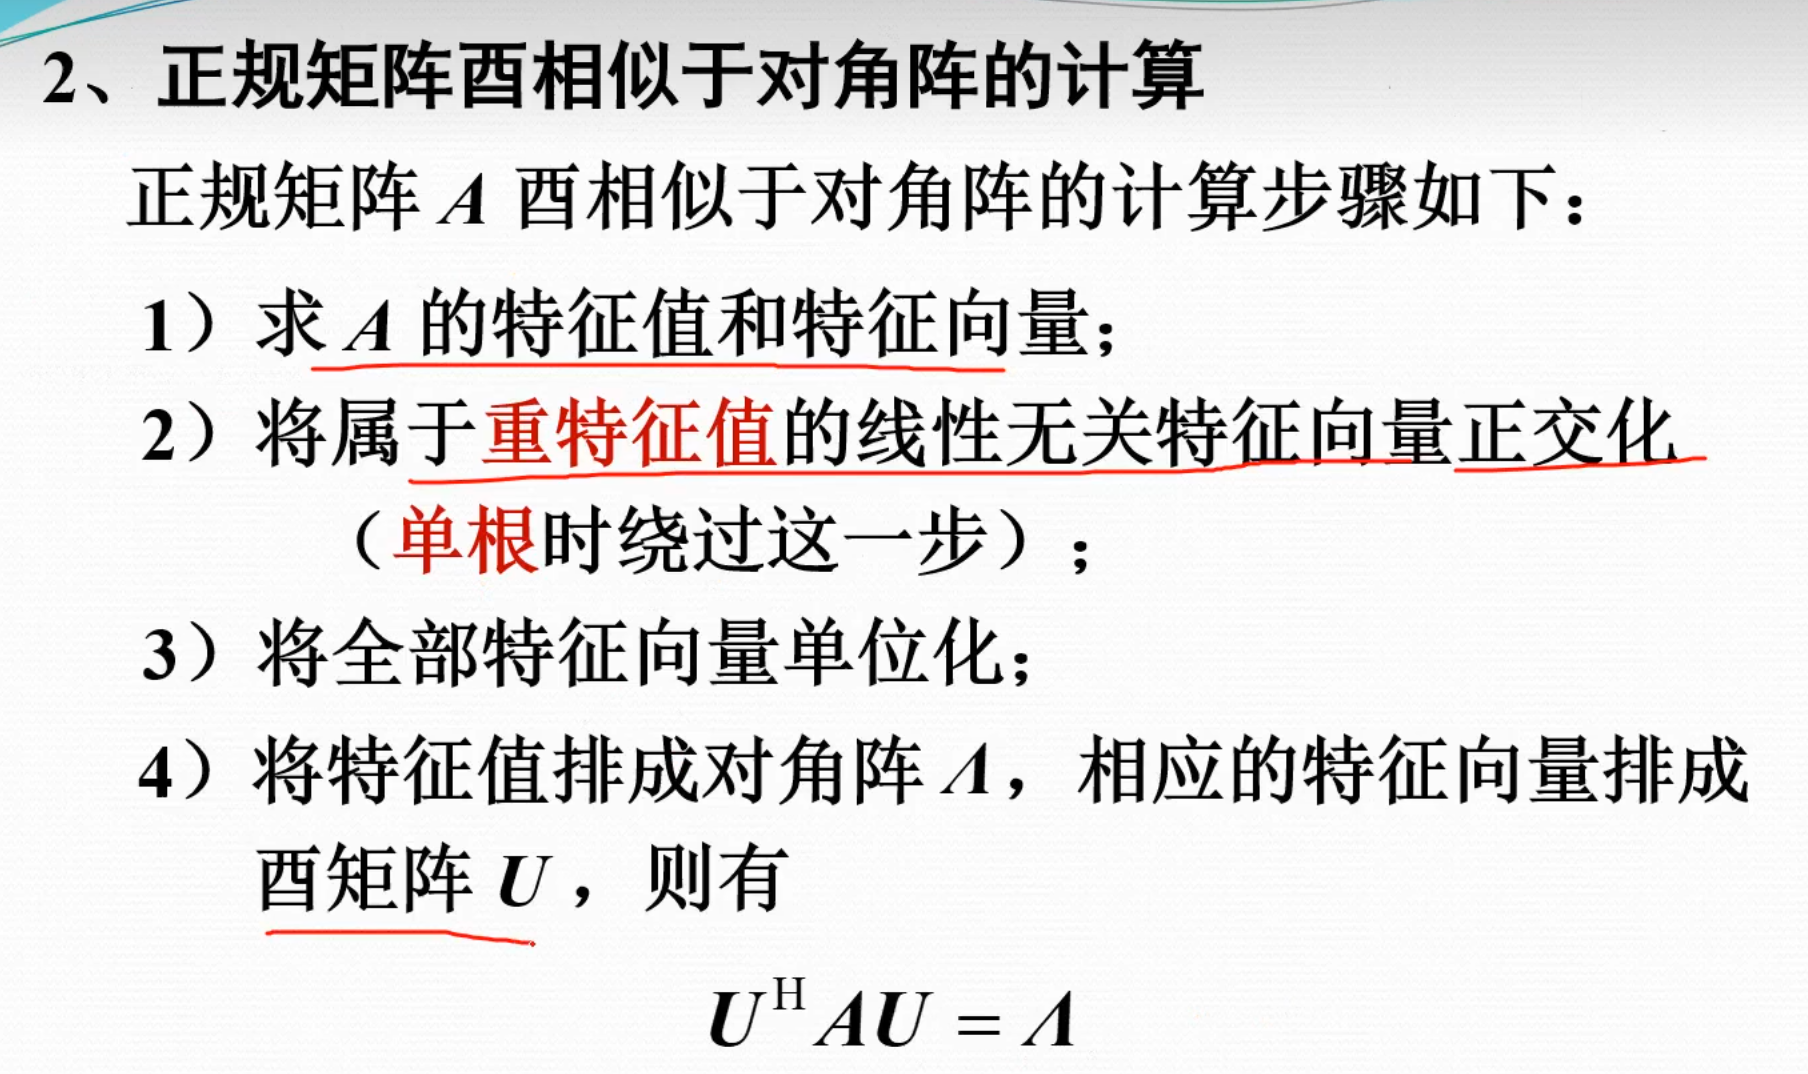 2、正规矩阵酉相似于对角阵的计算
正规矩阵 A 酉相似于对角阵的计算步骤如下：
1）求 A 的特征值和特征向量；
2）将属于重特征值的线性无关特征向量正交化
（单根时绕过这一步）；
3）将全部特征向量单位化；
4）将特征值排成对角阵 Λ，相应的特征向量排成
酉矩阵 U，则有
Uᴴ AU = Λ